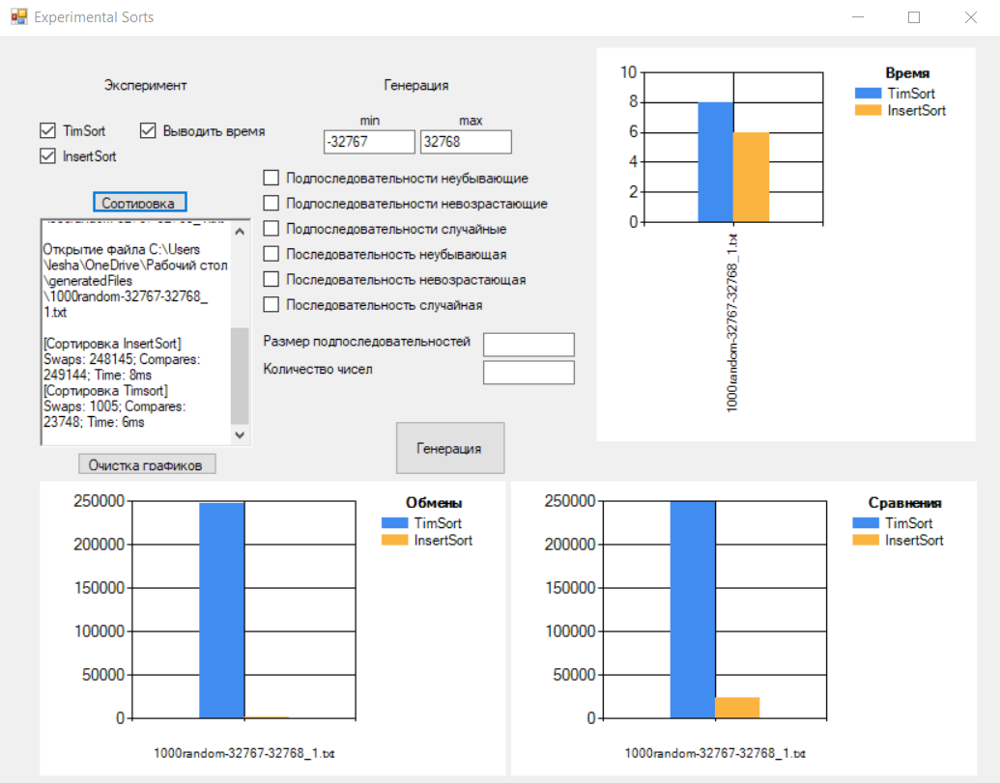 Experimental Sorts
Эксперимент
TimSort
Выводить время
InsertSort
Сортировка
Открытие файла C:\Users
\lesha\OneDrive\Рабочий стол
\generatedFiles
\1000random-32767-32768_
1.txt
[Сортировка InsertSort]
Swaps: 248145; Compares:
249144; Time: 8ms
[Сортировка Timsort]
Swaps: 1005; Compares:
23748; Time: 6ms
Очистка графиков
Генерация
min
max
-32767
32768
Подпоследовательности неубывающие
Подпоследовательности невозрастающие
Подпоследовательности случайные
Последовательность неубывающая
Последовательность невозрастающая
Последовательность случайная
Размер подпоследовательностей
Количество чисел
Генерация
10
8
6
4
2
0
1000random-32767-32768_1.txt
Время
TimSort
InsertSort
250000
200000
150000
100000
50000
0
1000random-32767-32768_1.txt
Обмены
TimSort
InsertSort
250000
200000
150000
100000
50000
0
1000random-32767-32768_1.txt
Сравнения
TimSort
InsertSort